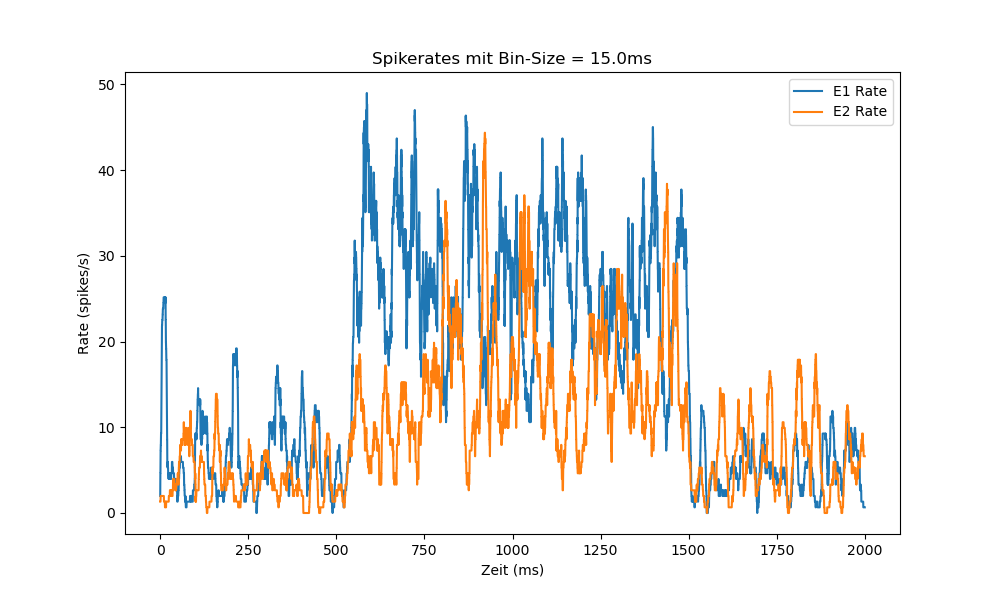 Spikerates mit Bin-Size = 15.0ms
E1 Rate
E2 Rate
Rate (spikes/s)
50
40
30
20
10
0
0 250 500 750 1000 1250 1500 1750 2000
Zeit (ms)